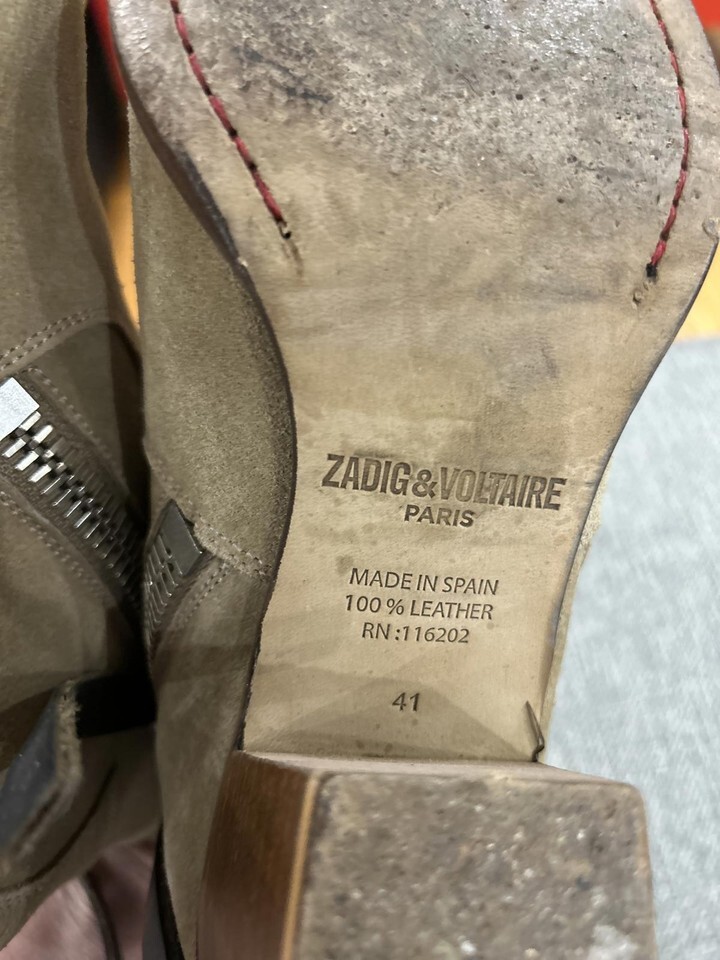 ZADIG&VOLTAIRE
PARIS
MADE IN SPAIN
100 % LEATHER
RN :116202
41